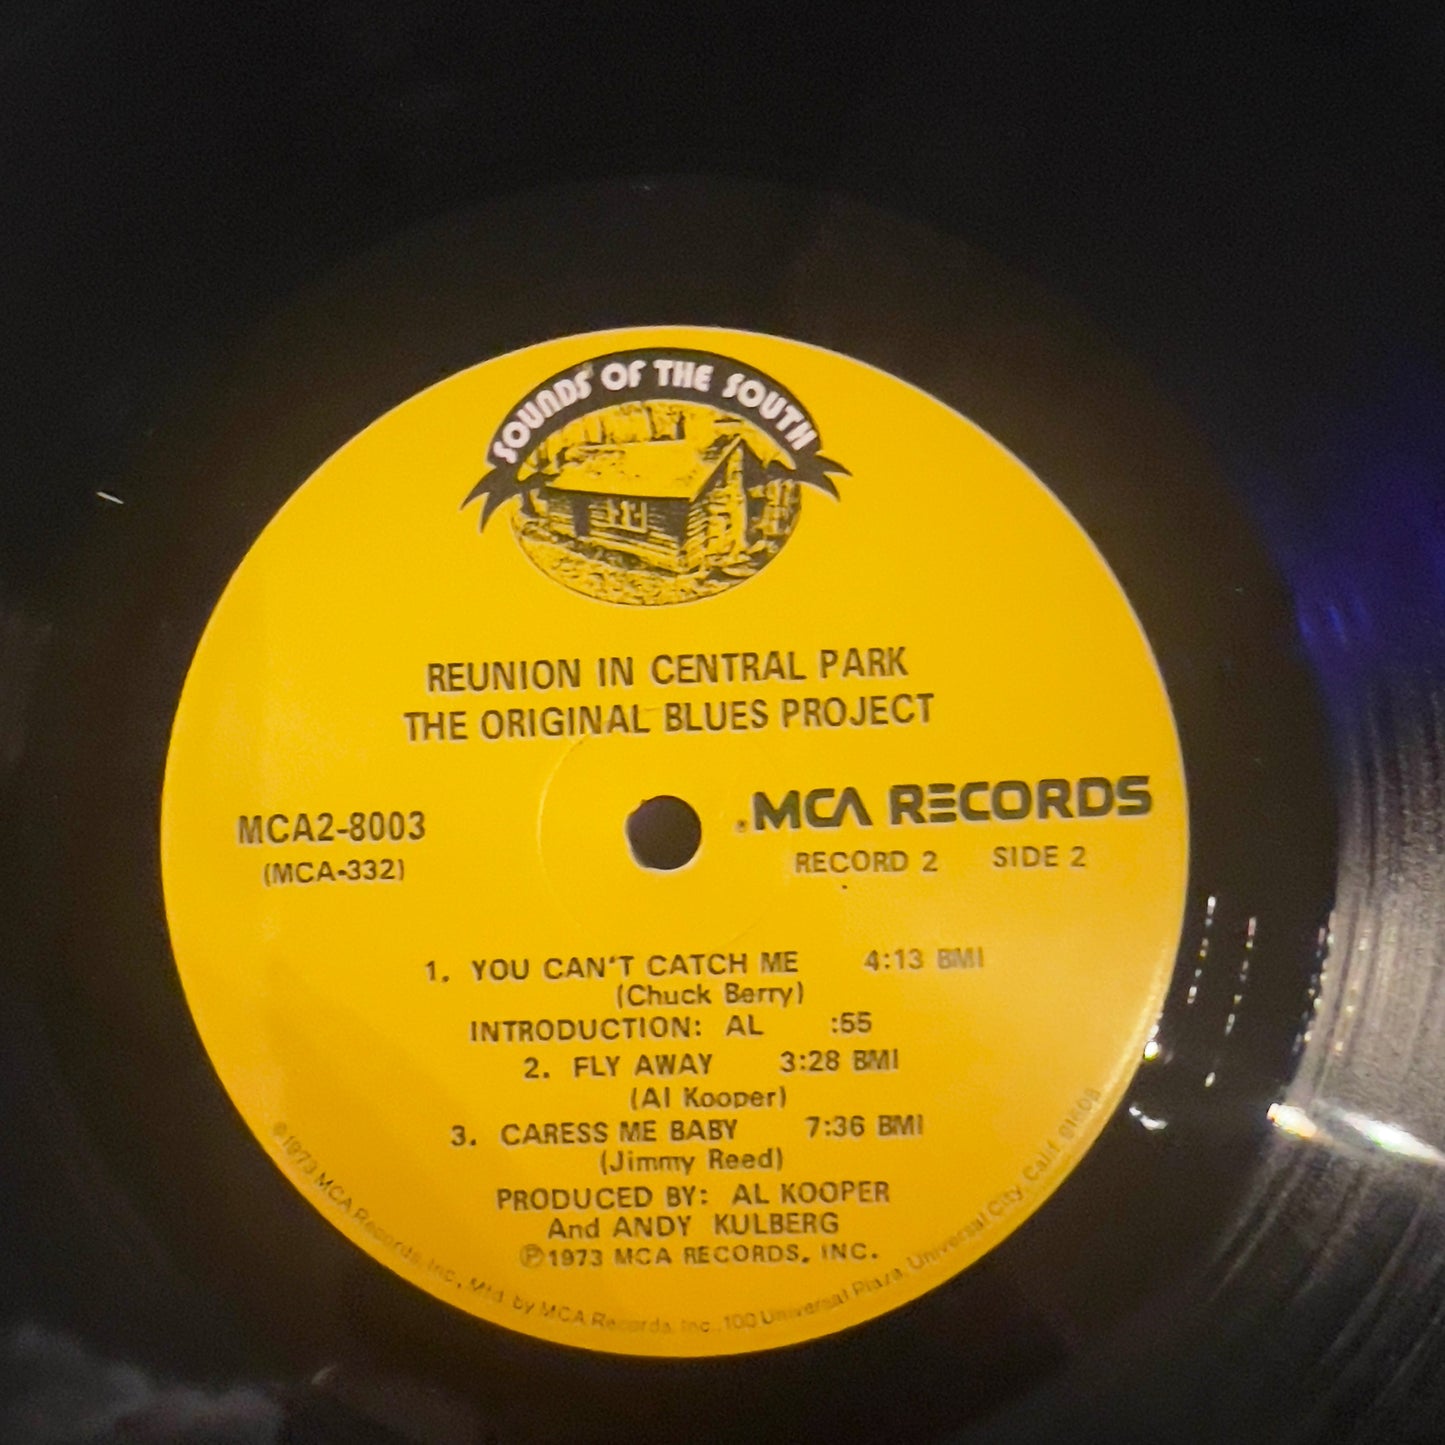 SOUNDS OF THE SOUTH
REUNION IN CENTRAL PARK
THE ORIGINAL BLUES PROJECT
MCA2-8003
(MCA-332)
.MCA RECORDS
RECORD 2 SIDE 2
1. YOU CAN'T CATCH ME 4:13 BMI
(Chuck Berry)
INTRODUCTION: AL :55
2. FLY AWAY 3:28 BMI
(Al Kooper)
3. CARESS ME BABY 7:36 BMI
(Jimmy Reed)
PRODUCED BY: AL KOOPER
And ANDY KULBERG
℗1973 MCA RECORDS, INC.
©1973 MCA Records, Inc., Mfd. by MCA Records, Inc., 100 Universal Plaza, Universal City, Calif. 91608